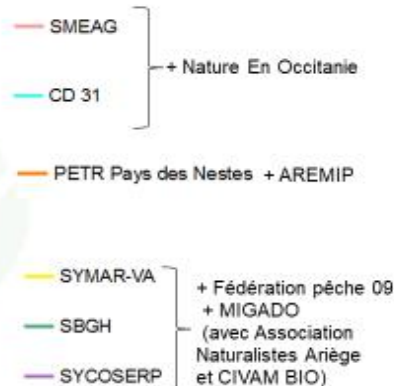 SMEAG
+ Nature En Occitanie
CD 31
PETR Pays des Nestes + AREMIP
SYMAR-VA
SBGH
SYCOSERP
+ Fédération pêche 09
+ MIGADO
(avec Association
Naturalistes Ariège
et CIVAM BIO)